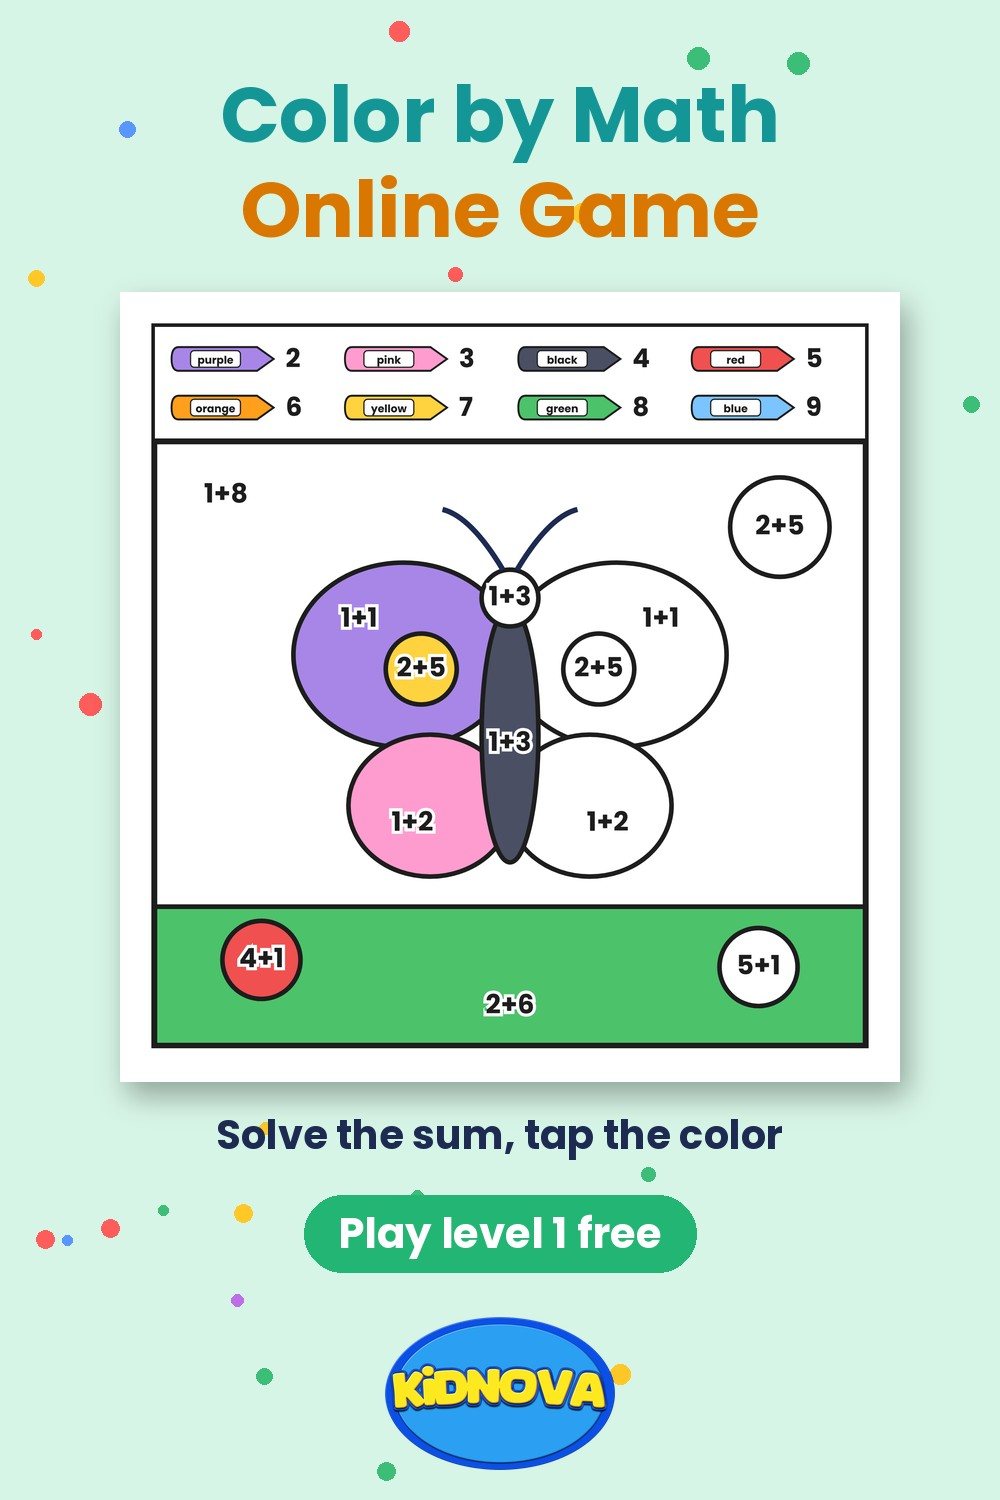 Color by Math
Online Game
purple 2 pink 3 black 4 red 5
orange 6 yellow 7 green 8 blue 9
1+8
2+5
1+3
1+1 1+1
2+5 2+5
1+3
1+2 1+2
4+1 5+1
2+6
Solve the sum, tap the color
Play level 1 free
KiDNOVA